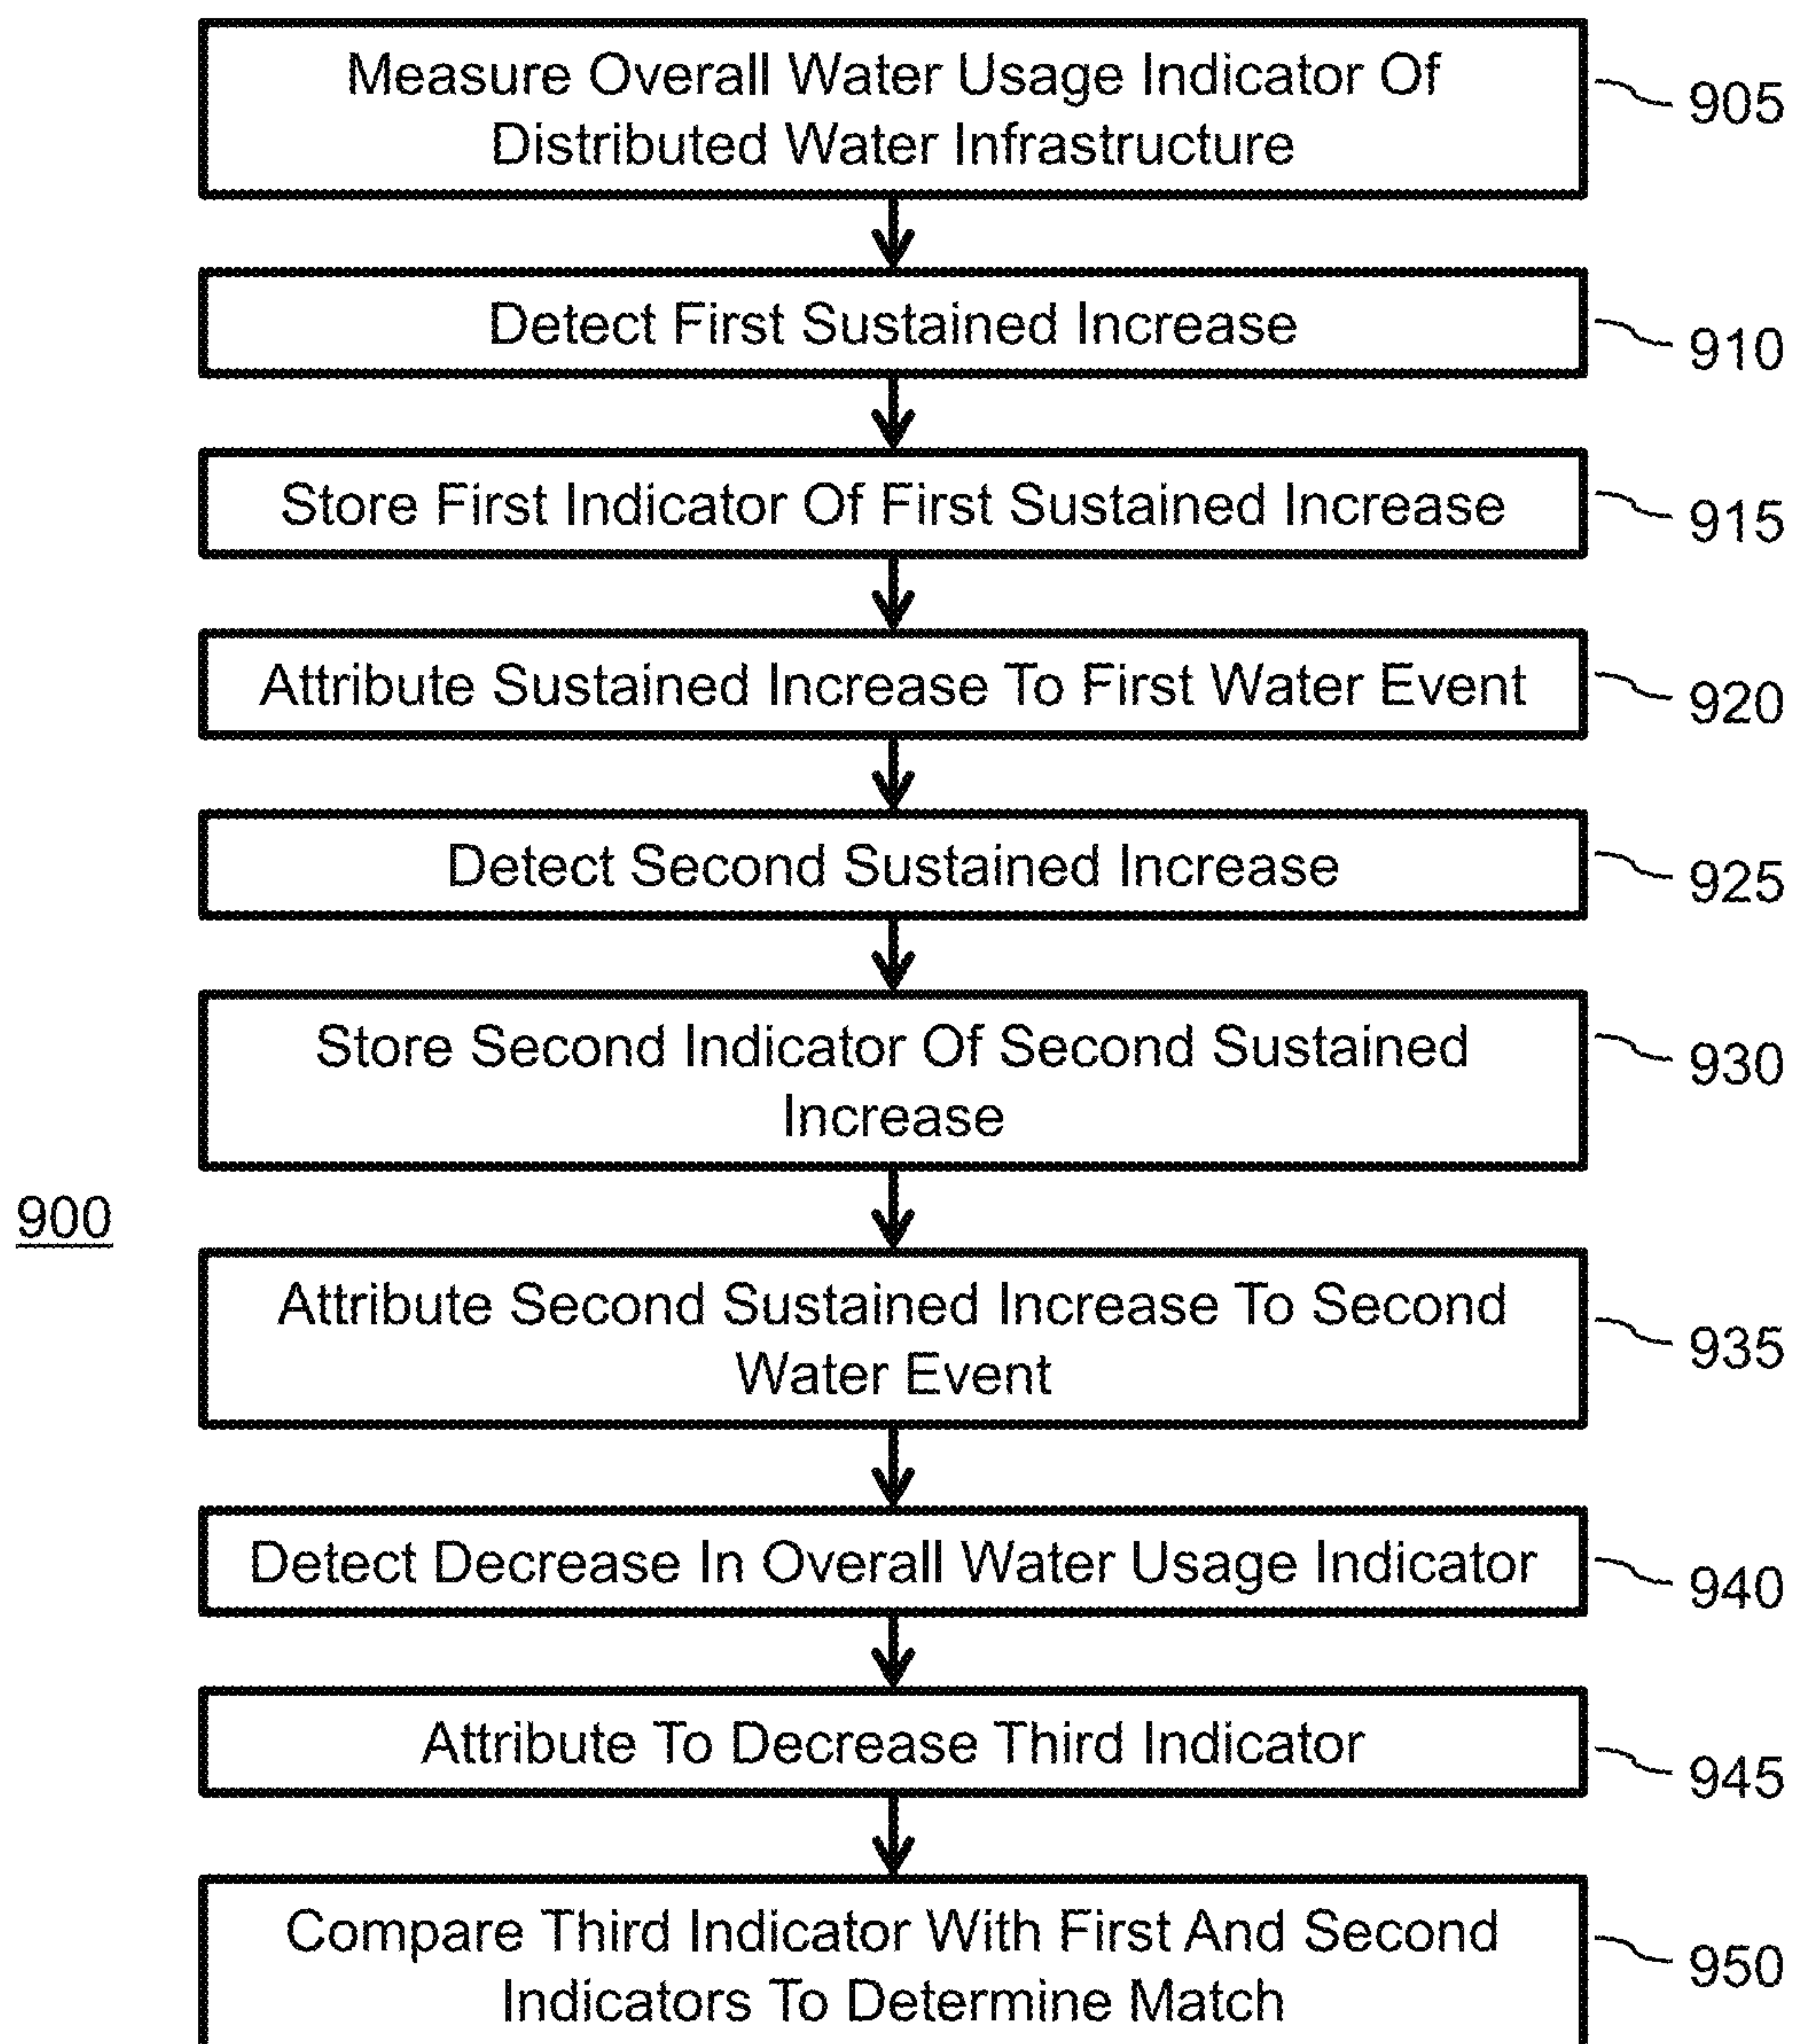 Measure Overall Water Usage Indicator Of
Distributed Water Infrastructure
905
Detect First Sustained Increase
910
Store First Indicator Of First Sustained Increase
915
Attribute Sustained Increase To First Water Event
920
Detect Second Sustained Increase
925
Store Second Indicator Of Second Sustained
Increase
930
900
Attribute Second Sustained Increase To Second
Water Event
935
Detect Decrease In Overall Water Usage Indicator
940
Attribute To Decrease Third Indicator
945
Compare Third Indicator With First And Second
Indicators To Determine Match
950